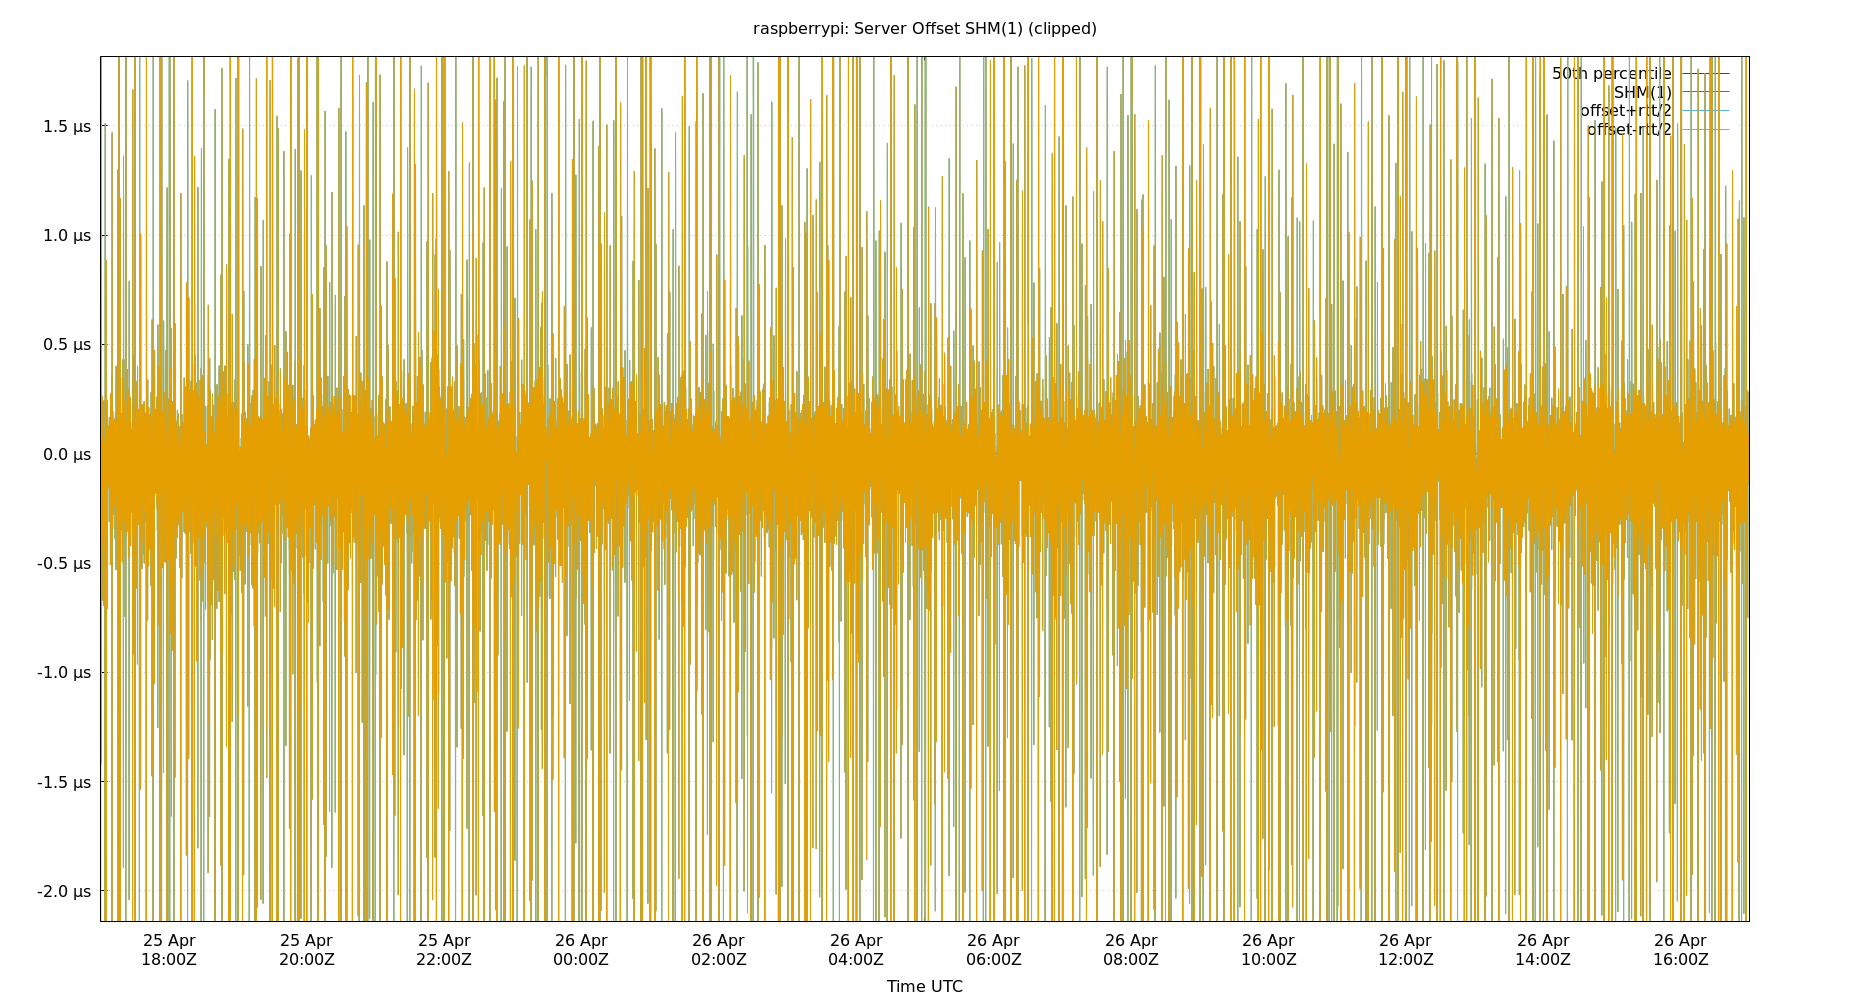 raspberrypi: Server Offset SHM(1) (clipped)
50th percentile
SHM(1)
offset+rtt/2
offset-rtt/2
1.5 µs
1.0 µs
0.5 µs
0.0 µs
-0.5 µs
-1.0 µs
-1.5 µs
-2.0 µs
25 Apr 25 Apr 25 Apr 26 Apr 26 Apr 26 Apr 26 Apr 26 Apr 26 Apr 26 Apr 26 Apr 26 Apr
18:00Z 20:00Z 22:00Z 00:00Z 02:00Z 04:00Z 06:00Z 08:00Z 10:00Z 12:00Z 14:00Z 16:00Z
Time UTC